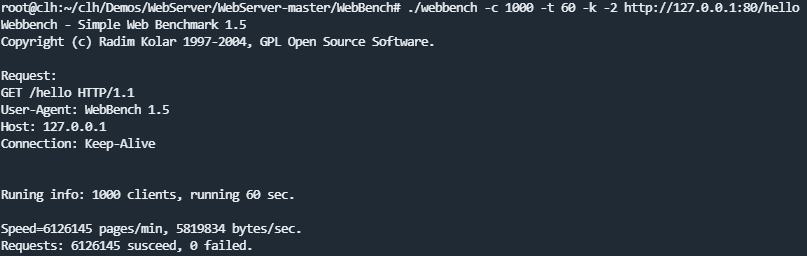 root@clh:~/clh/Demos/WebServer/WebServer-master/WebBench# ./webbench -c 1000 -t 60 -k -2 http://127.0.0.1:80/hello
Webbench - Simple Web Benchmark 1.5
Copyright (c) Radim Kolar 1997-2004, GPL Open Source Software.
Request:
GET /hello HTTP/1.1
User-Agent: WebBench 1.5
Host: 127.0.0.1
Connection: Keep-Alive
Runing info: 1000 clients, running 60 sec.
Speed=6126145 pages/min, 5819834 bytes/sec.
Requests: 6126145 susceed, 0 failed.